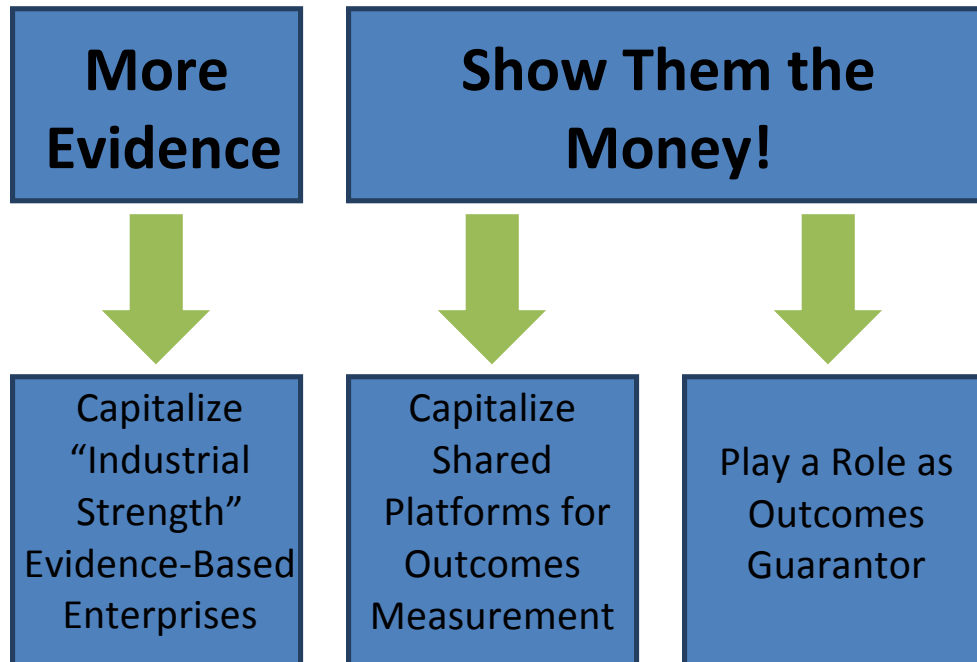 More
Evidence
Show Them the
Money!
Capitalize
“Industrial
Strength”
Evidence-Based
Enterprises
Capitalize
Shared
Platforms for
Outcomes
Measurement
Play a Role as
Outcomes
Guarantor